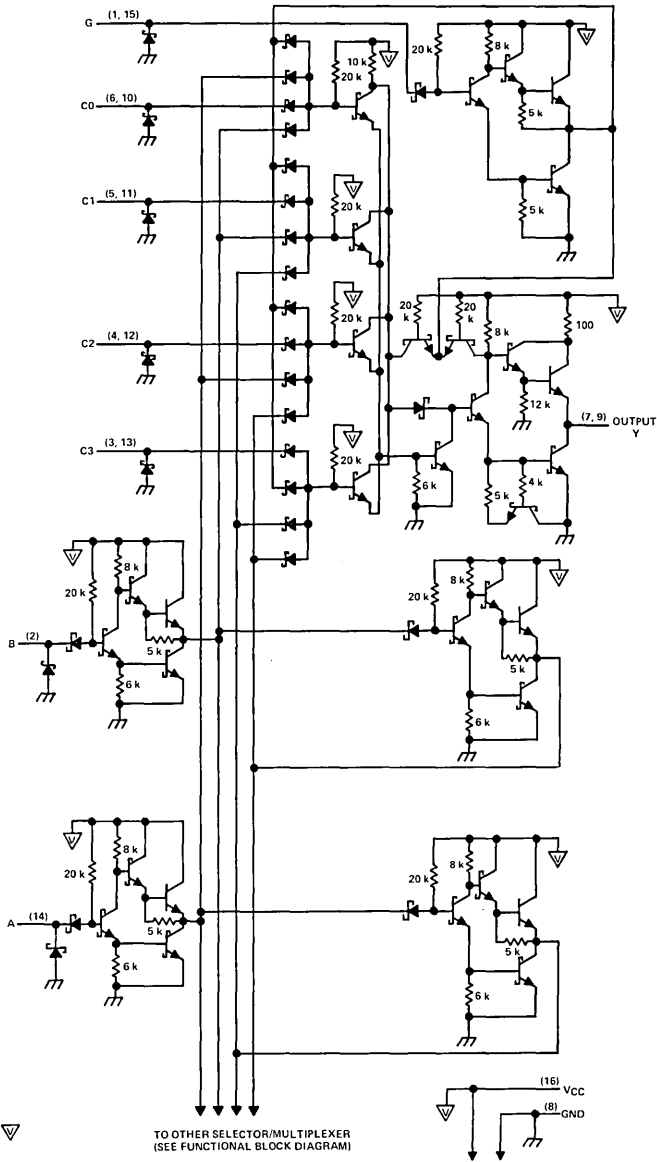 G (1, 15)
20 k
8 k
10 k
20 k
5 k
C0 (6, 10)
5 k
C1 (5, 11)
V
20 k
C2 (4, 12)
V
20 k
20 k
20 k
8 k
100
12 k
(7, 9) OUTPUT Y
C3 (3, 13)
V
20 k
6 k
5 k
4 k
V
8 k
20 k
5 k
6 k
B (2)
V
8 k
20 k
5 k
6 k
V
8 k
20 k
5 k
6 k
A (14)
V
8 k
20 k
5 k
6 k
V
(16) VCC
(8) GND
V
V
TO OTHER SELECTOR/MULTIPLEXER
(SEE FUNCTIONAL BLOCK DIAGRAM)